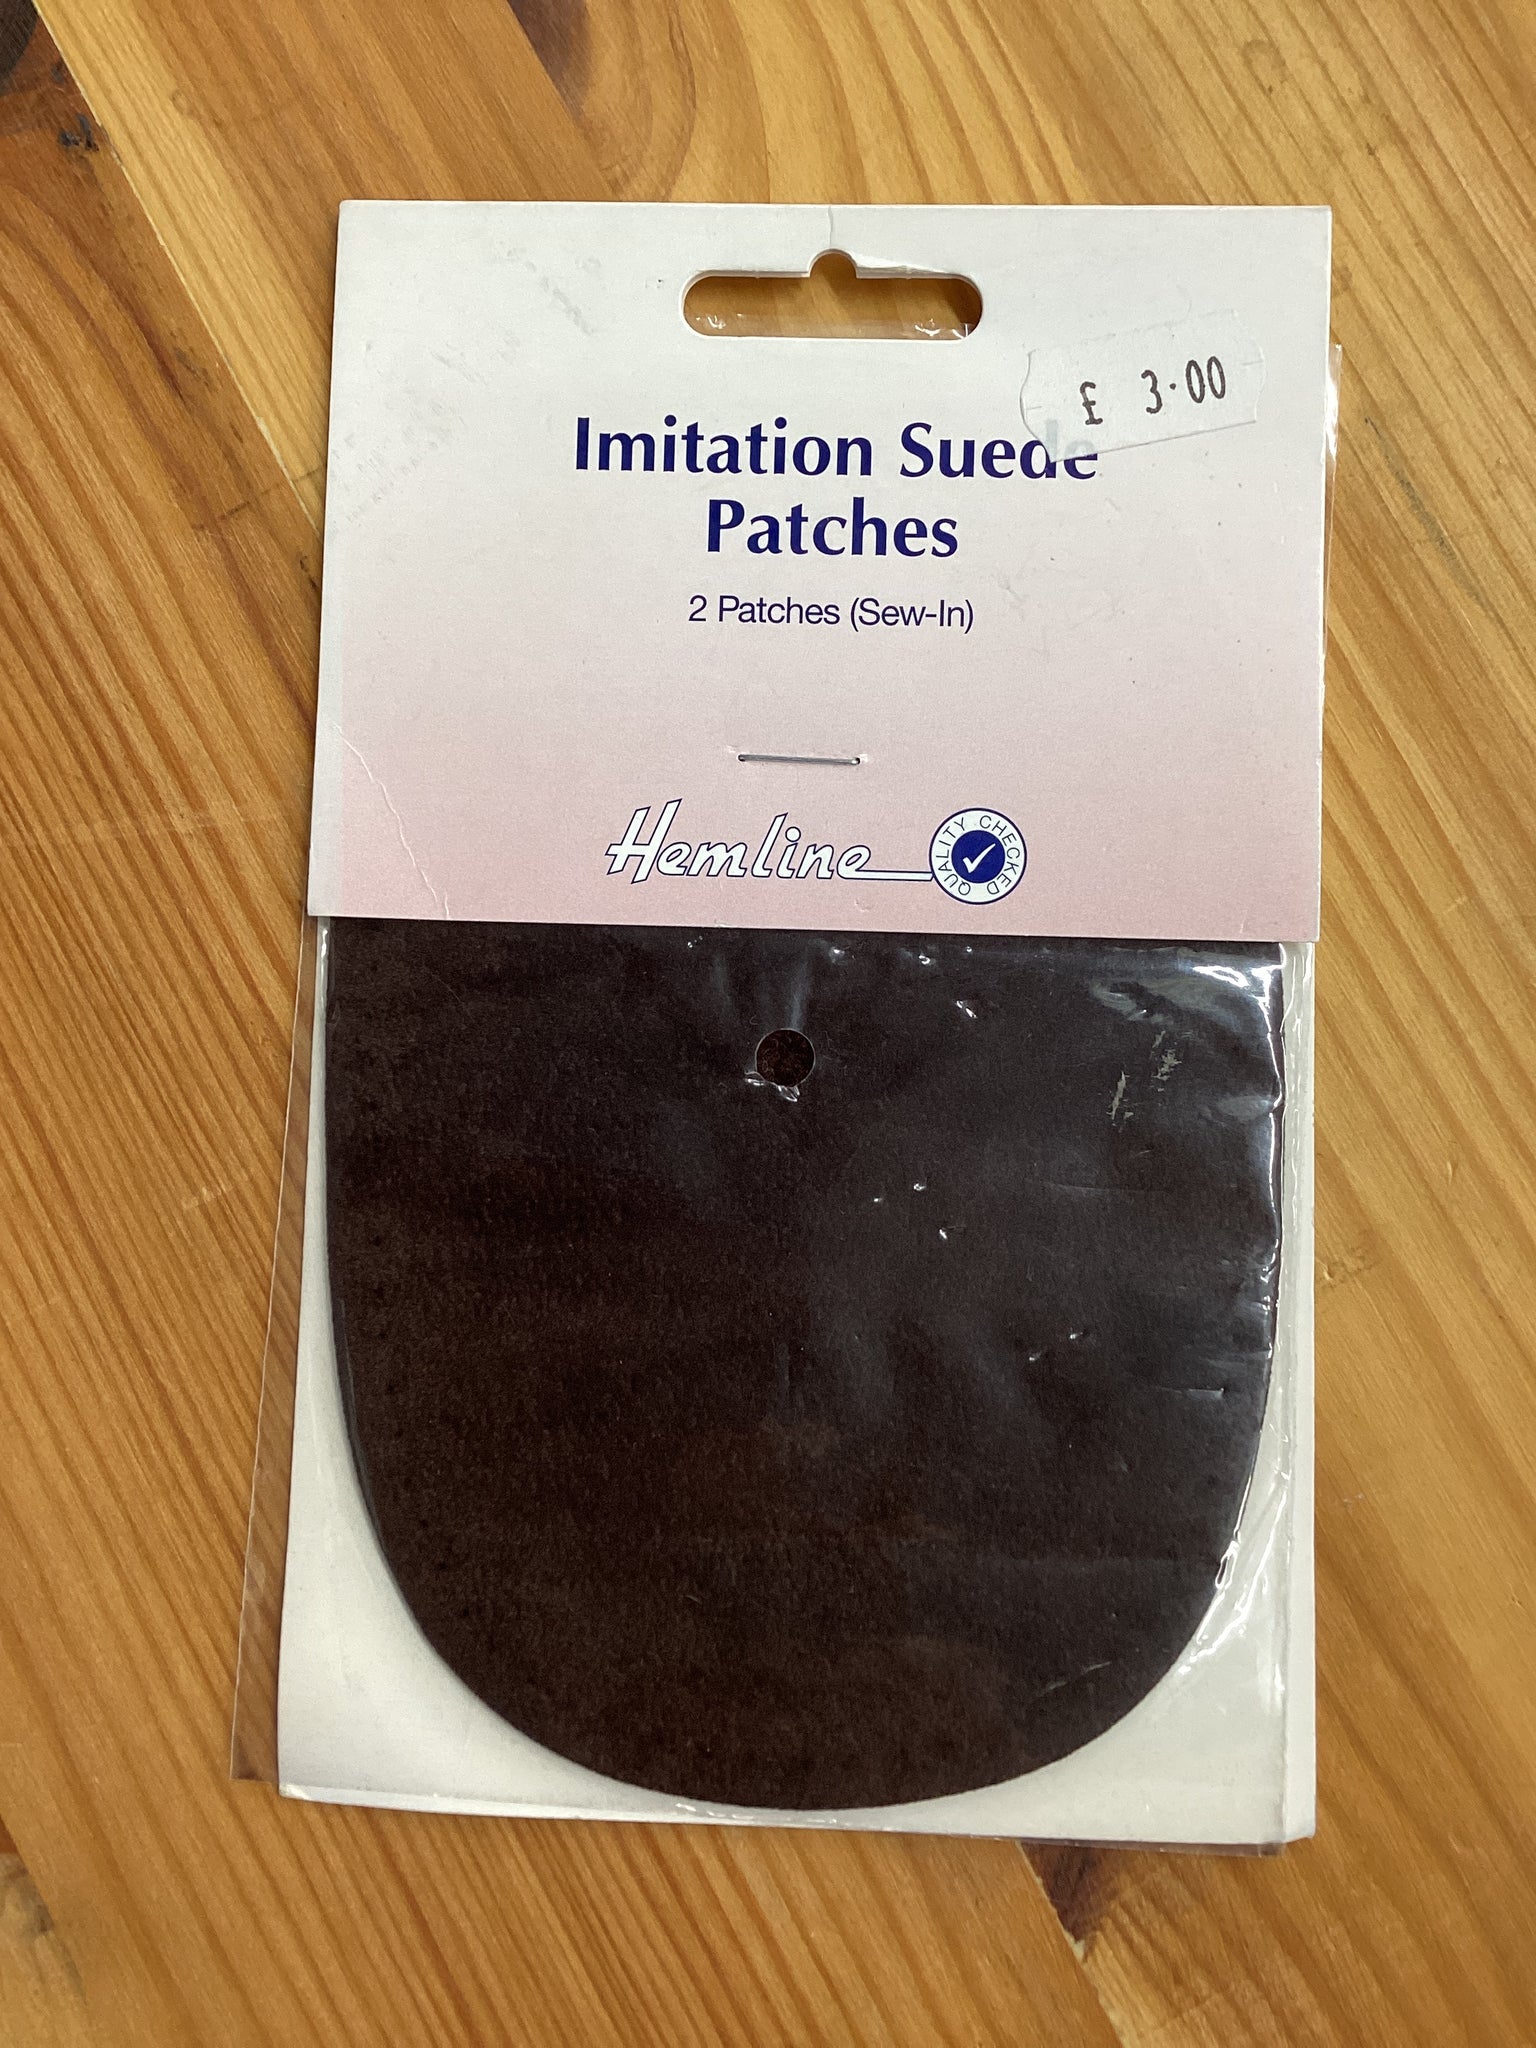 £ 3.00
Imitation Suede
Patches
2 Patches (Sew-In)
Hemline
QUALITY CHECKED